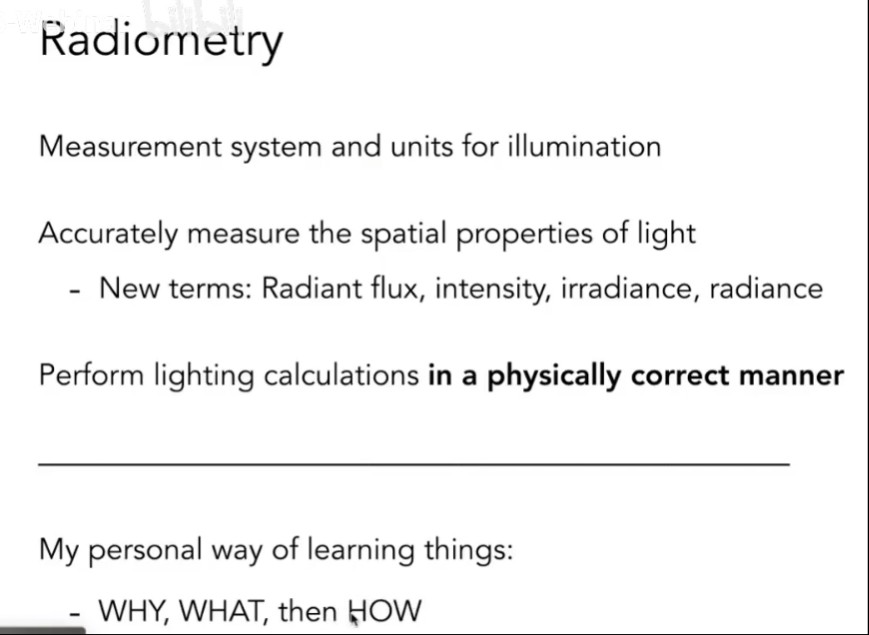 Radiometry
Measurement system and units for illumination
Accurately measure the spatial properties of light
- New terms: Radiant flux, intensity, irradiance, radiance
Perform lighting calculations in a physically correct manner
My personal way of learning things:
- WHY, WHAT, then HOW